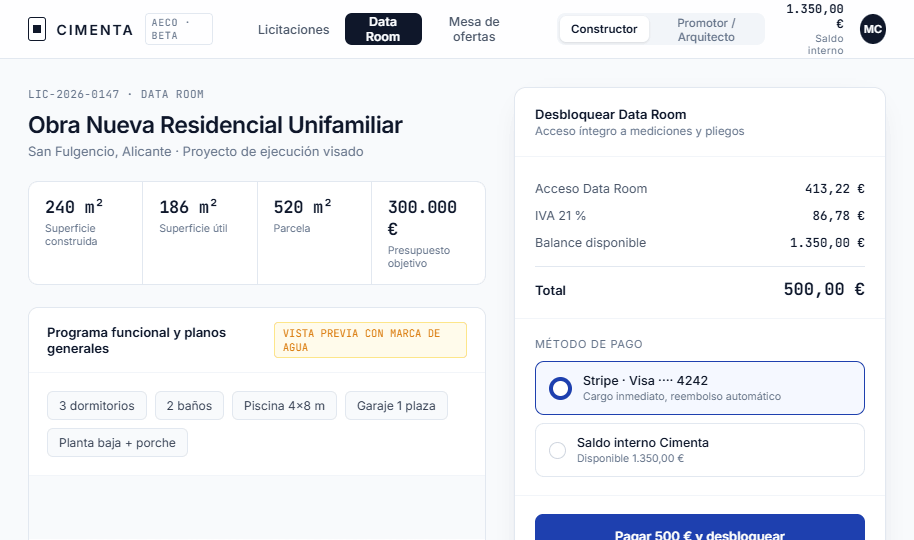 CIMENTA
AECO ·
BETA
Licitaciones
Data
Room
Mesa de
ofertas
Constructor
Promotor /
Arquitecto
1.350,00
€
Saldo
interno
MC
LIC-2026-0147 · DATA ROOM
Obra Nueva Residencial Unifamiliar
San Fulgencio, Alicante · Proyecto de ejecución visado
240 m²
Superficie
construida
186 m²
Superficie útil
520 m²
Parcela
300.000
€
Presupuesto
objetivo
Programa funcional y planos
generales
VISTA PREVIA CON MARCA DE
AGUA
3 dormitorios
2 baños
Piscina 4×8 m
Garaje 1 plaza
Planta baja + porche
Desbloquear Data Room
Acceso íntegro a mediciones y pliegos
Acceso Data Room 413,22 €
IVA 21 % 86,78 €
Balance disponible 1.350,00 €
Total 500,00 €
MÉTODO DE PAGO
Stripe · Visa ···· 4242
Cargo inmediato, reembolso automático
Saldo interno Cimenta
Disponible 1.350,00 €
Pagar 500 € y desbloquear